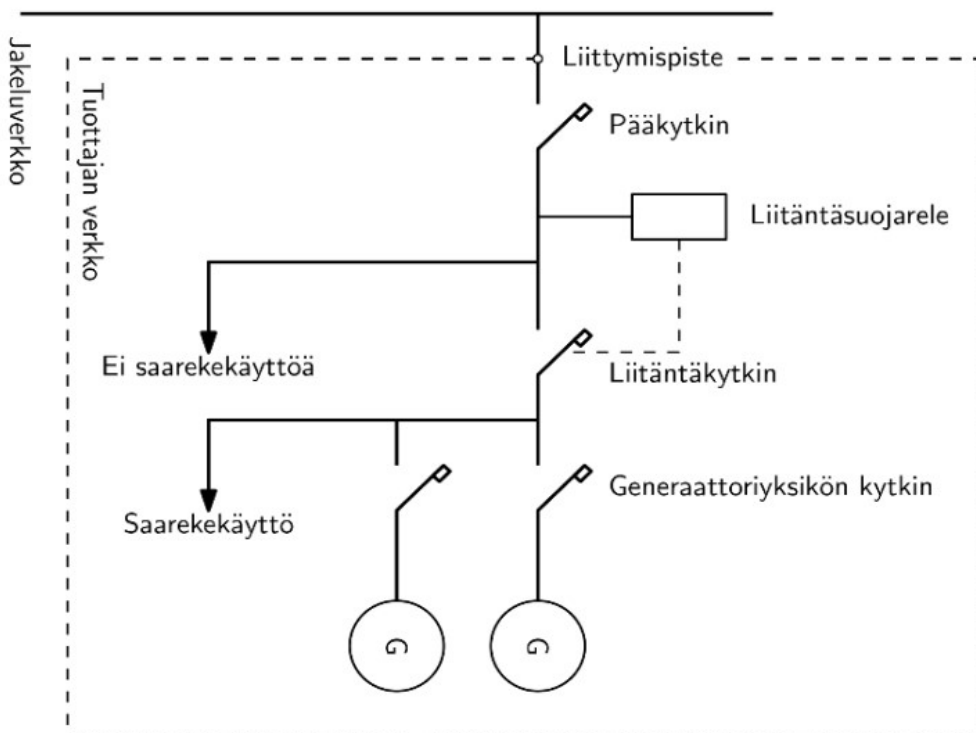 Jakeluverkko
Tuottajan verkko
Liittymispiste
Pääkytkin
Liitäntäsuojarele
Ei saarekekäyttöä
Liitäntäkytkin
Saarekekäyttö
Generaattoriyksikön kytkin
G
G